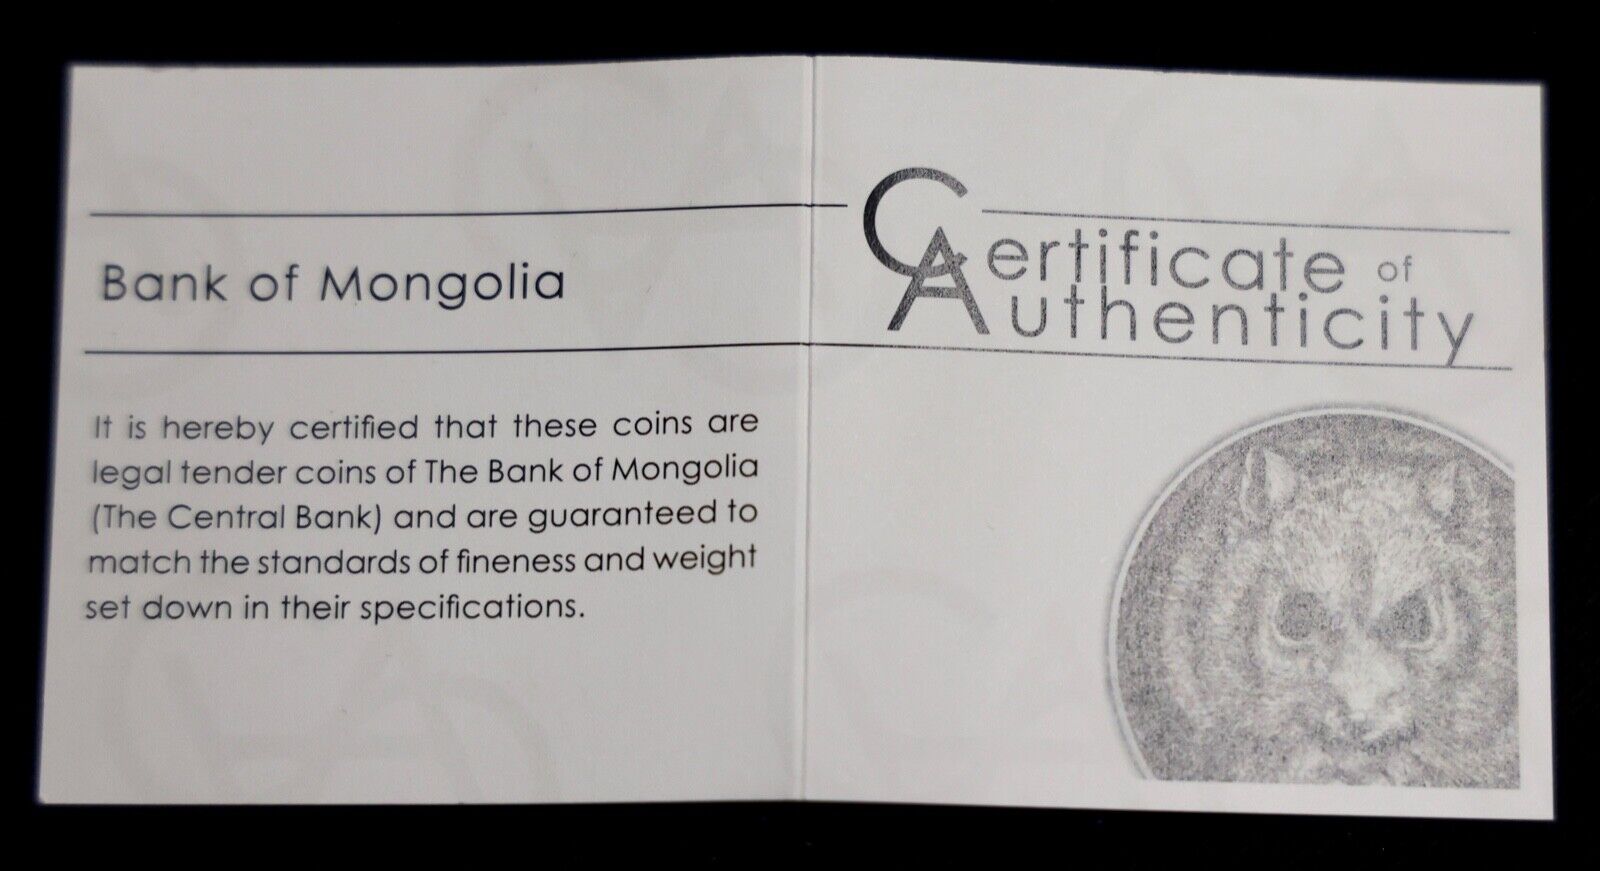 Bank of Mongolia
It is hereby certified that these coins are
legal tender coins of The Bank of Mongolia
(The Central Bank) and are guaranteed to
match the standards of fineness and weight
set down in their specifications.
Certificate of
Authenticity